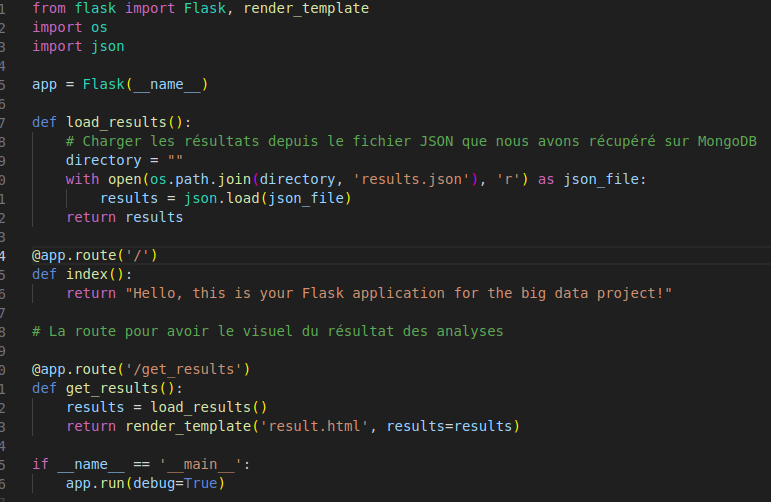 1 from flask import Flask, render_template
2 import os
3 import json
4
5 app = Flask(__name__)
6
7 def load_results():
8     # Charger les résultats depuis le fichier JSON que nous avons récupéré sur MongoDB
9     directory = ""
0     with open(os.path.join(directory, 'results.json'), 'r') as json_file:
1         results = json.load(json_file)
2     return results
3
4 @app.route('/')
5 def index():
6     return "Hello, this is your Flask application for the big data project!"
7
8 # La route pour avoir le visuel du résultat des analyses
9
0 @app.route('/get_results')
1 def get_results():
2     results = load_results()
3     return render_template('result.html', results=results)
4
5 if __name__ == '__main__':
6     app.run(debug=True)